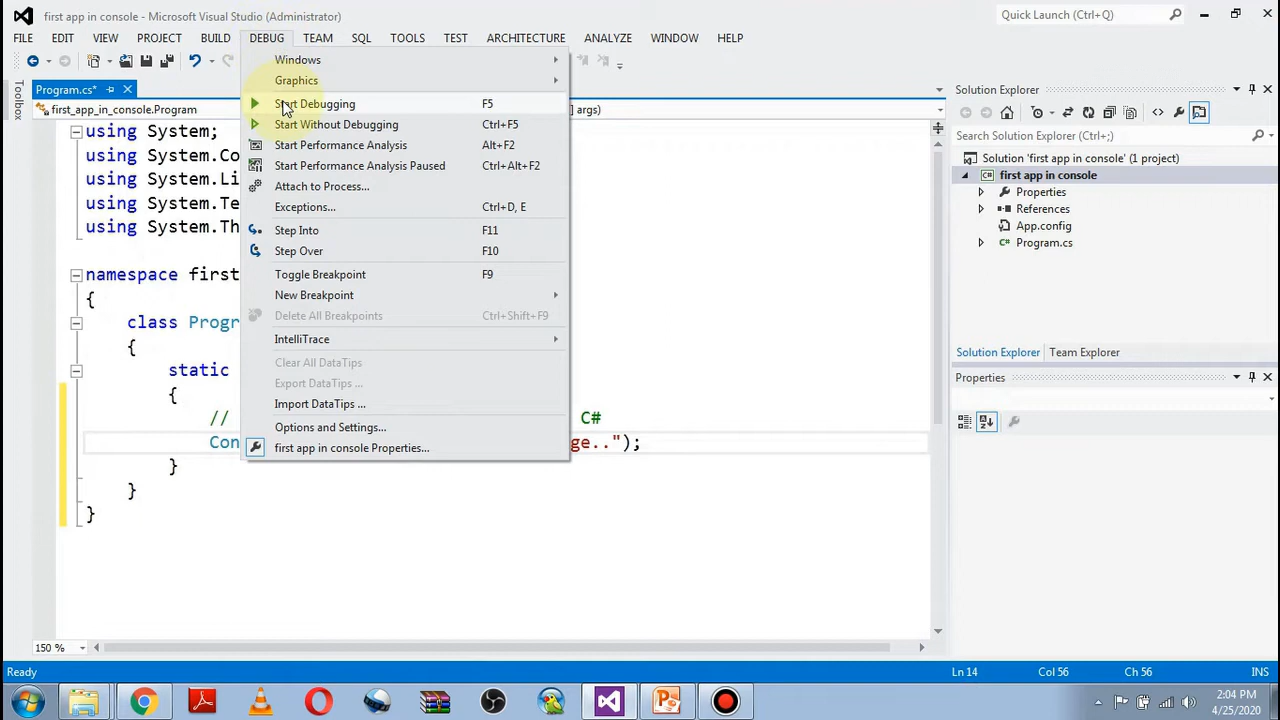 first app in console - Microsoft Visual Studio (Administrator)
Quick Launch (Ctrl+Q)
FILE EDIT VIEW PROJECT BUILD DEBUG TEAM SQL TOOLS TEST ARCHITECTURE ANALYZE WINDOW HELP
Toolbox
Program.cs*
first_app_in_console.Program
args)
using System;
using System.Co
using System.Li
using System.Te
using System.Th
namespace first
{
class Progr
{
static
{
// C#
Con ge..");
}
}
}
Windows
Graphics
Start Debugging F5
Start Without Debugging Ctrl+F5
Start Performance Analysis Alt+F2
Start Performance Analysis Paused Ctrl+Alt+F2
Attach to Process...
Exceptions... Ctrl+D, E
Step Into F11
Step Over F10
Toggle Breakpoint F9
New Breakpoint
Delete All Breakpoints Ctrl+Shift+F9
IntelliTrace
Clear All DataTips
Export DataTips ...
Import DataTips ...
Options and Settings...
first app in console Properties...
Solution Explorer
Search Solution Explorer (Ctrl+;)
Solution 'first app in console' (1 project)
C# first app in console
Properties
References
App.config
C# Program.cs
Solution Explorer Team Explorer
Properties
150 %
Ready Ln 14 Col 56 Ch 56 INS
2:04 PM
4/25/2020